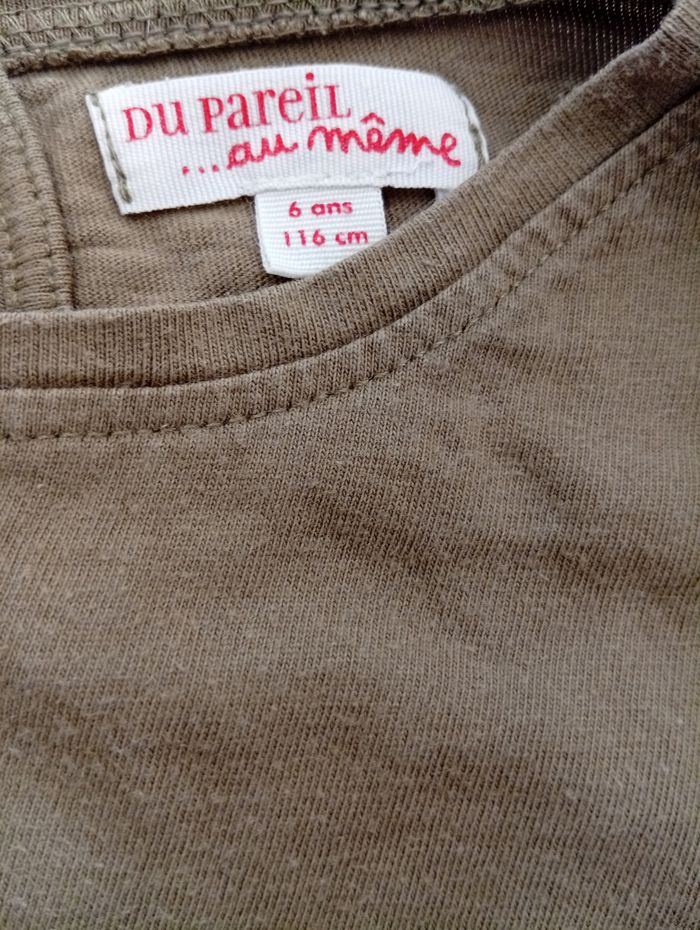 DU PAREIL
...au même
6 ans
116 cm